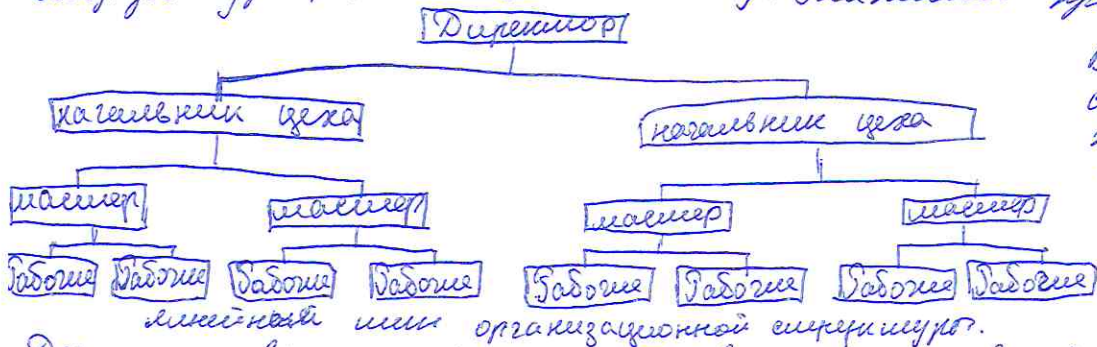 Директор
начальник цеха начальник цеха
мастер мастер мастер мастер
Рабочие Рабочие Рабочие Рабочие Рабочие Рабочие Рабочие Рабочие
линейный тип организационной структуры.